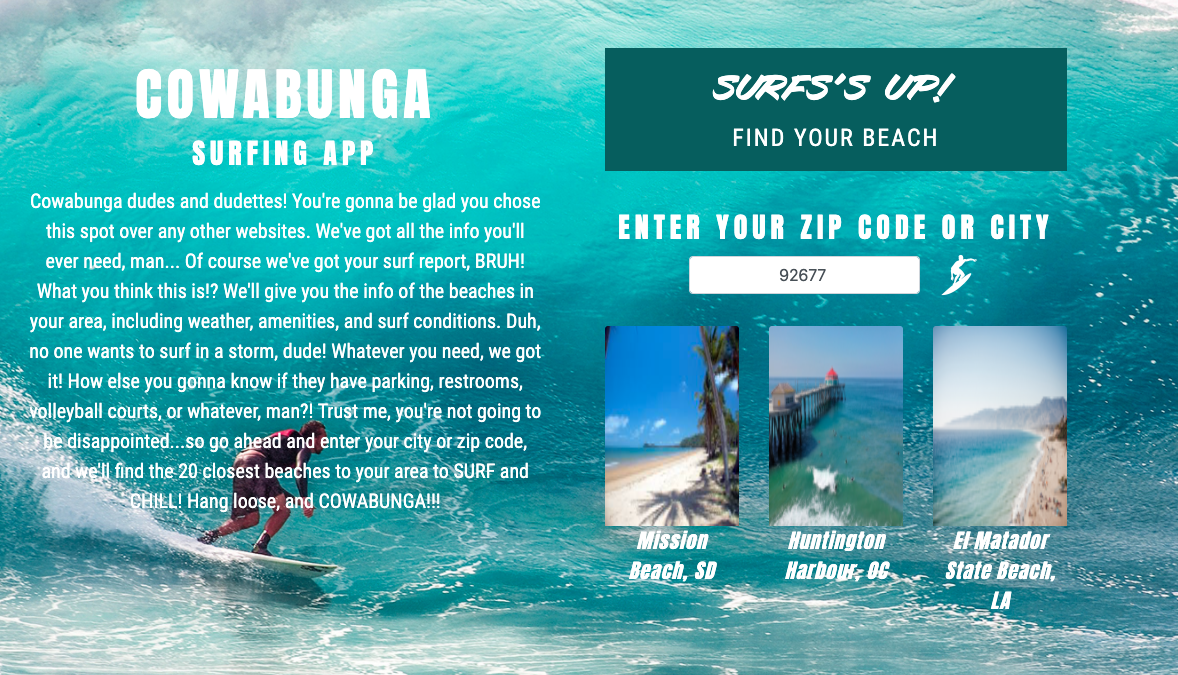 COWABUNGA
SURFING APP
Cowabunga dudes and dudettes! You're gonna be glad you chose
this spot over any other websites. We've got all the info you'll
ever need, man... Of course we've got your surf report, BRUH!
What you think this is!? We'll give you the info of the beaches in
your area, including weather, amenities, and surf conditions. Duh,
no one wants to surf in a storm, dude! Whatever you need, we got
it! How else you gonna know if they have parking, restrooms,
volleyball courts, or whatever, man?! Trust me, you're not going to
be disappointed...so go ahead and enter your city or zip code,
and we'll find the 20 closest beaches to your area to SURF and
CHILL! Hang loose, and COWABUNGA!!!
SURFS'S UP!
FIND YOUR BEACH
ENTER YOUR ZIP CODE OR CITY
92677
Mission
Beach, SD
Huntington
Harbour, OC
El Matador
State Beach,
LA